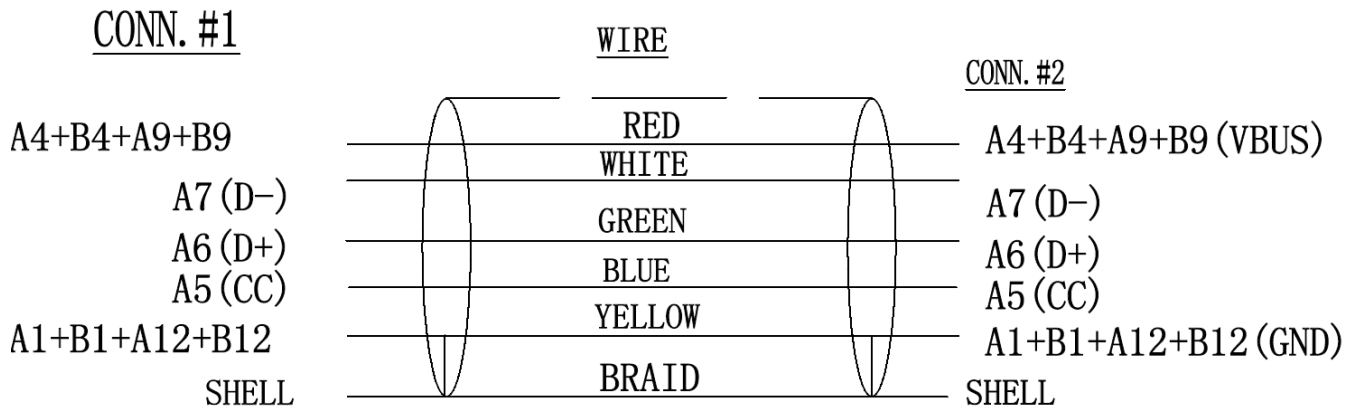 CONN. #1
WIRE
CONN. #2
A4+B4+A9+B9
RED
A4+B4+A9+B9(VBUS)
WHITE
A7(D-)
A7(D-)
GREEN
A6(D+)
A6(D+)
BLUE
A5(CC)
A5(CC)
YELLOW
A1+B1+A12+B12
A1+B1+A12+B12(GND)
BRAID
SHELL
SHELL